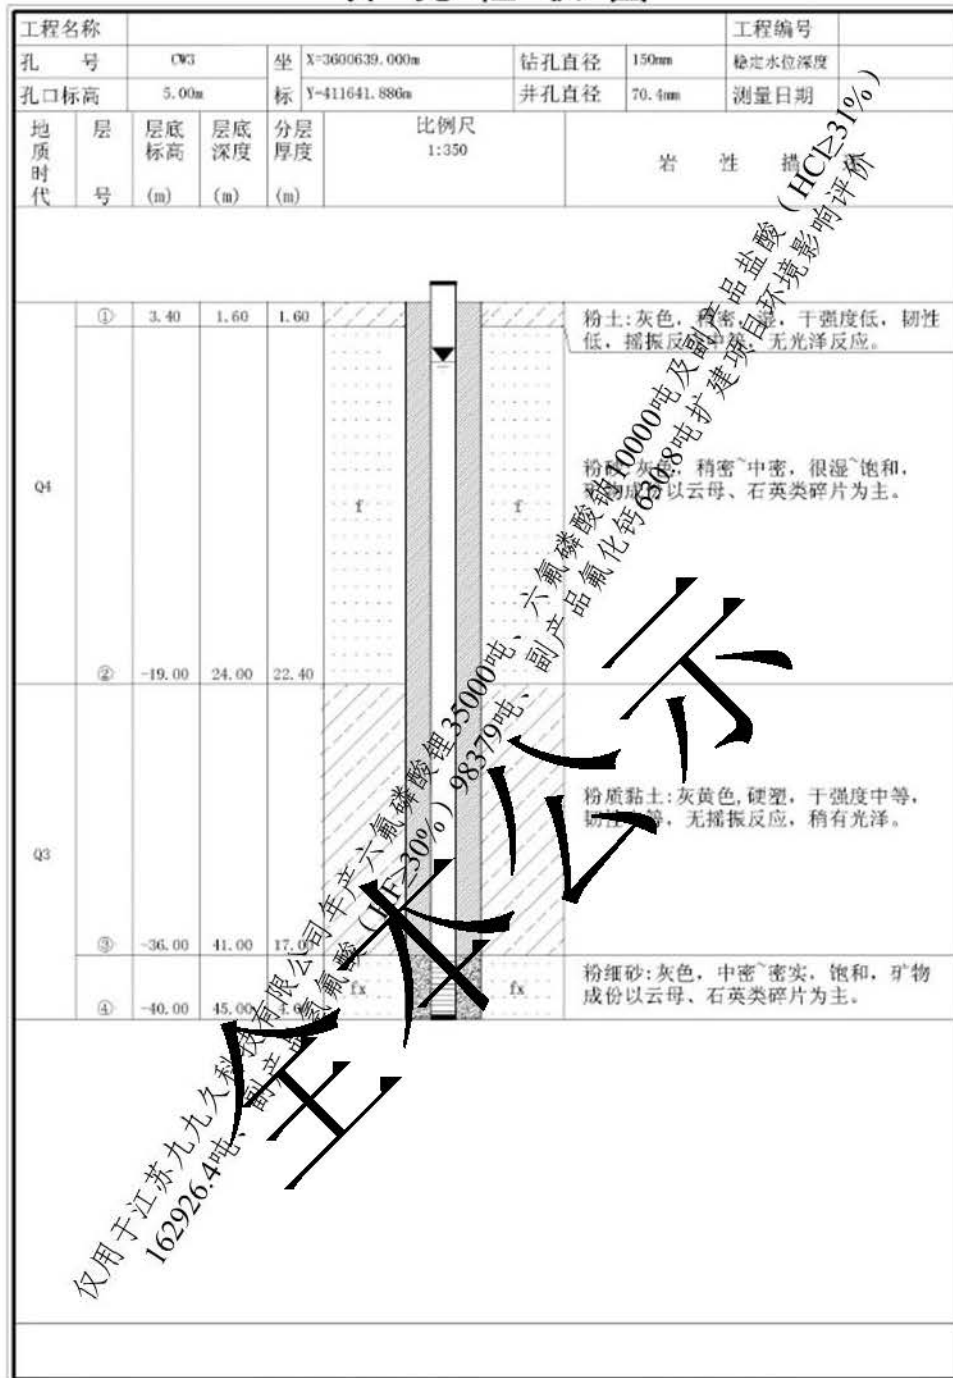 工程名称 工程编号
孔 号 CW3 坐 X=3600639.000m 钻孔直径 150mm 稳定水位深度
孔口标高 5.00m 标 Y=411641.886m 井孔直径 70.4mm 测量日期
地质时代 层号 层底标高(m) 层底深度(m) 分层厚度(m) 比例尺 1:350 岩 性 描
① 3.40 1.60 1.60 粉土:灰色, 稍密, 湿, 干强度低, 韧性
低, 摇振反应中等, 无光泽反应。
粉砂:灰色, 稍密~中密, 很湿~饱和,
矿物成份以云母、石英类碎片为主。
Q4 f f
② -19.00 24.00 22.40
粉质黏土:灰黄色,硬塑, 干强度中等,
韧性中等, 无摇振反应, 稍有光泽。
Q3
③ -36.00 41.00 17.00
粉细砂:灰色, 中密~密实, 饱和, 矿物
成份以云母、石英类碎片为主。
fx fx
④ -40.00 45.00
仅用于江苏九九久科技有限公司年产六氟磷酸锂35000吨、六氟磷酸钠10000吨及副产品盐酸(HCl≥31%)
162926.4吨、副产品氢氟酸(HF≥30%)98379吨、副产品氟化钙630.8吨扩建项目环境影响评价
全本公示